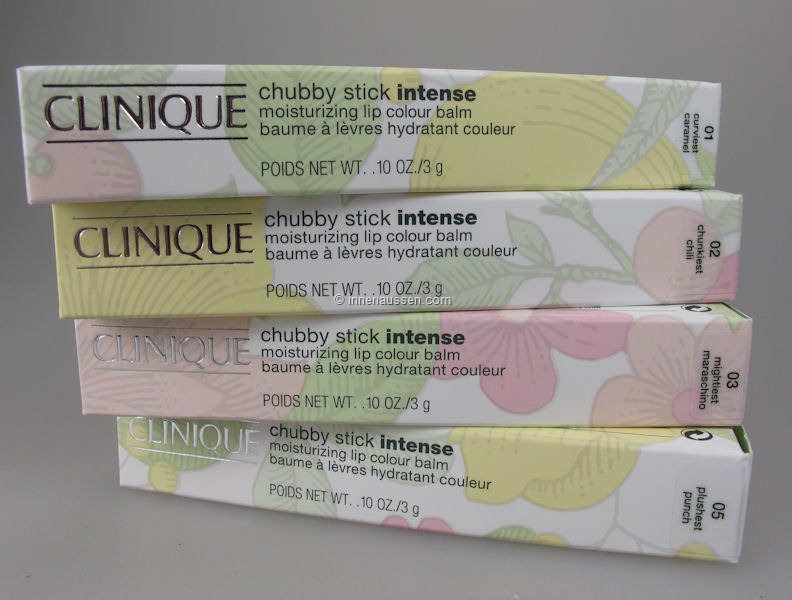 CLINIQUE
chubby stick intense
moisturizing lip colour balm
baume à lèvres hydratant couleur
POIDS NET WT. .10 OZ./3 g
01
curviest
caramel
CLINIQUE
chubby stick intense
moisturizing lip colour balm
baume à lèvres hydratant couleur
POIDS NET WT. .10 OZ./3 g
02
chunkiest
chili
© innenaussen.com
CLINIQUE
chubby stick intense
moisturizing lip colour balm
baume à lèvres hydratant couleur
POIDS NET WT. .10 OZ./3 g
03
mightiest
maraschino
CLINIQUE
chubby stick intense
moisturizing lip colour balm
baume à lèvres hydratant couleur
POIDS NET WT. .10 OZ./3 g
05
plushest
punch